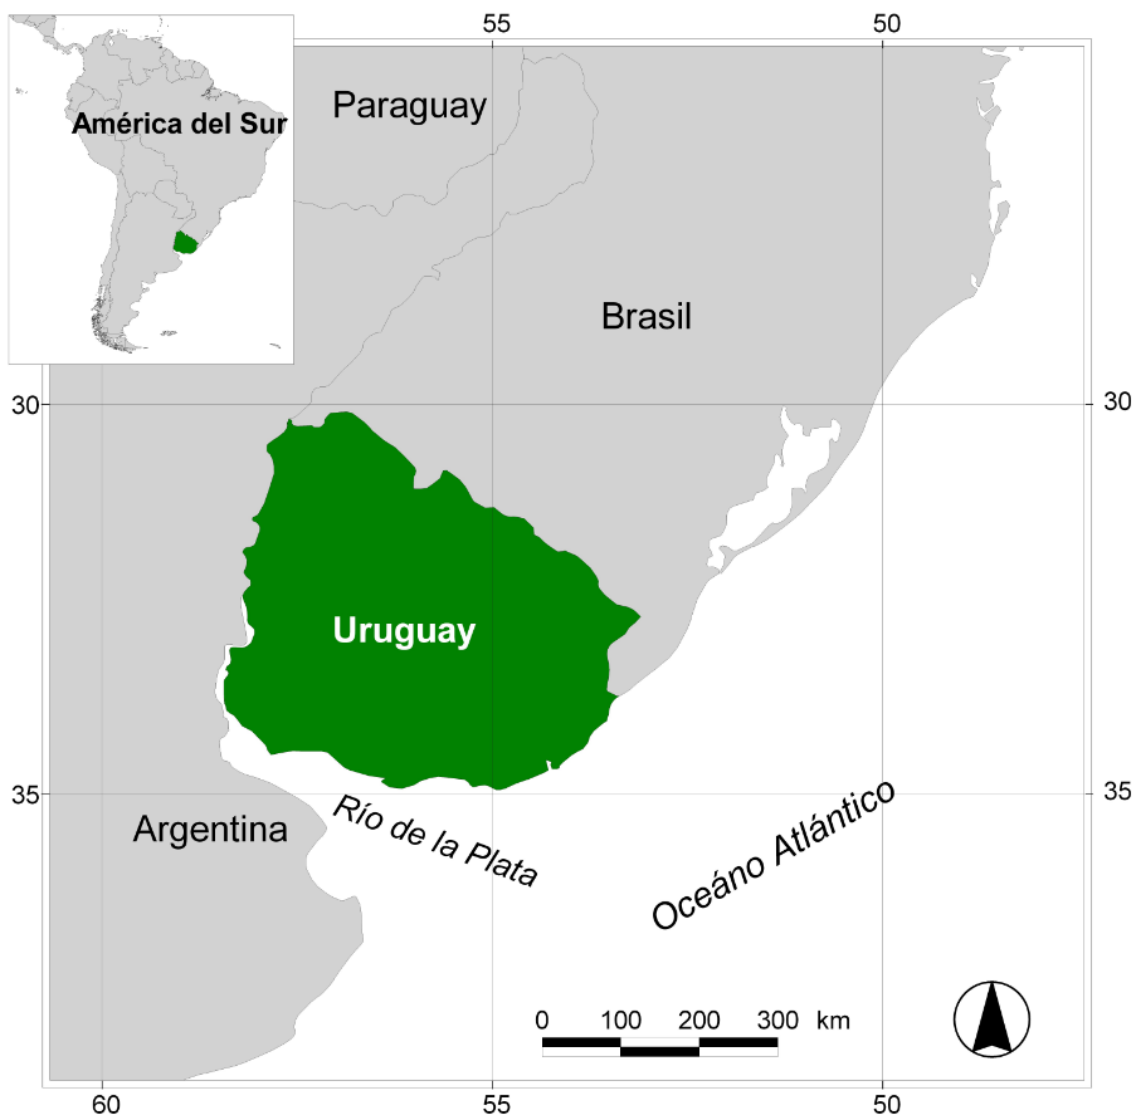 55 50
América del Sur
Paraguay
Brasil
30 30
Uruguay
35 35
Argentina
Río de la Plata
Oceáno Atlántico
0 100 200 300 km
60 55 50